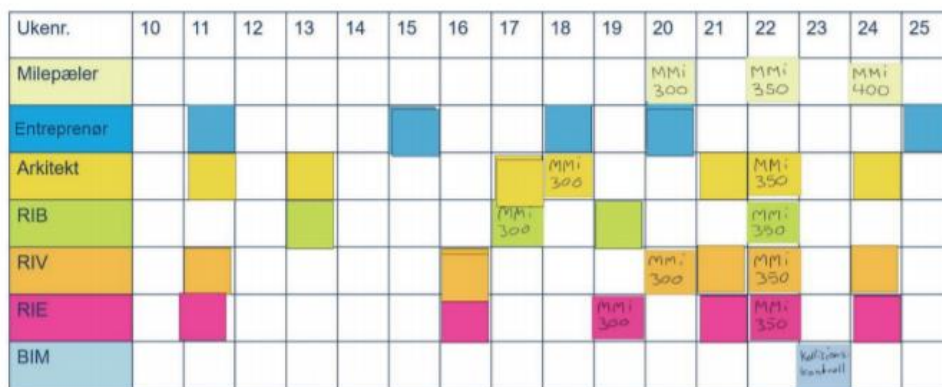 Ukenr. 10 11 12 13 14 15 16 17 18 19 20 21 22 23 24 25
Milepæler MMi 300 MMi 350 MMi 400
Entreprenør
Arkitekt MMi 300 MMi 350
RIB MMi 300 MMi 350
RIV MMi 300 MMi 350
RIE MMi 300 MMi 350
BIM Kollisjons kontroll